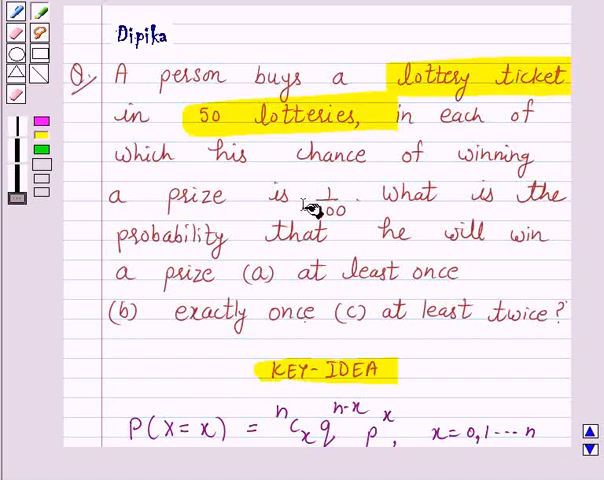 Dipika
Q. A person buys a lottery ticket
in 50 lotteries, in each of
which his chance of winning
a prize is 1/100. What is the
probability that he will win
a prize (a) at least once
(b) exactly once (c) at least twice?
KEY-IDEA
P(X=x) = ⁿCₓ qⁿ⁻ˣ pˣ, x=0,1---n